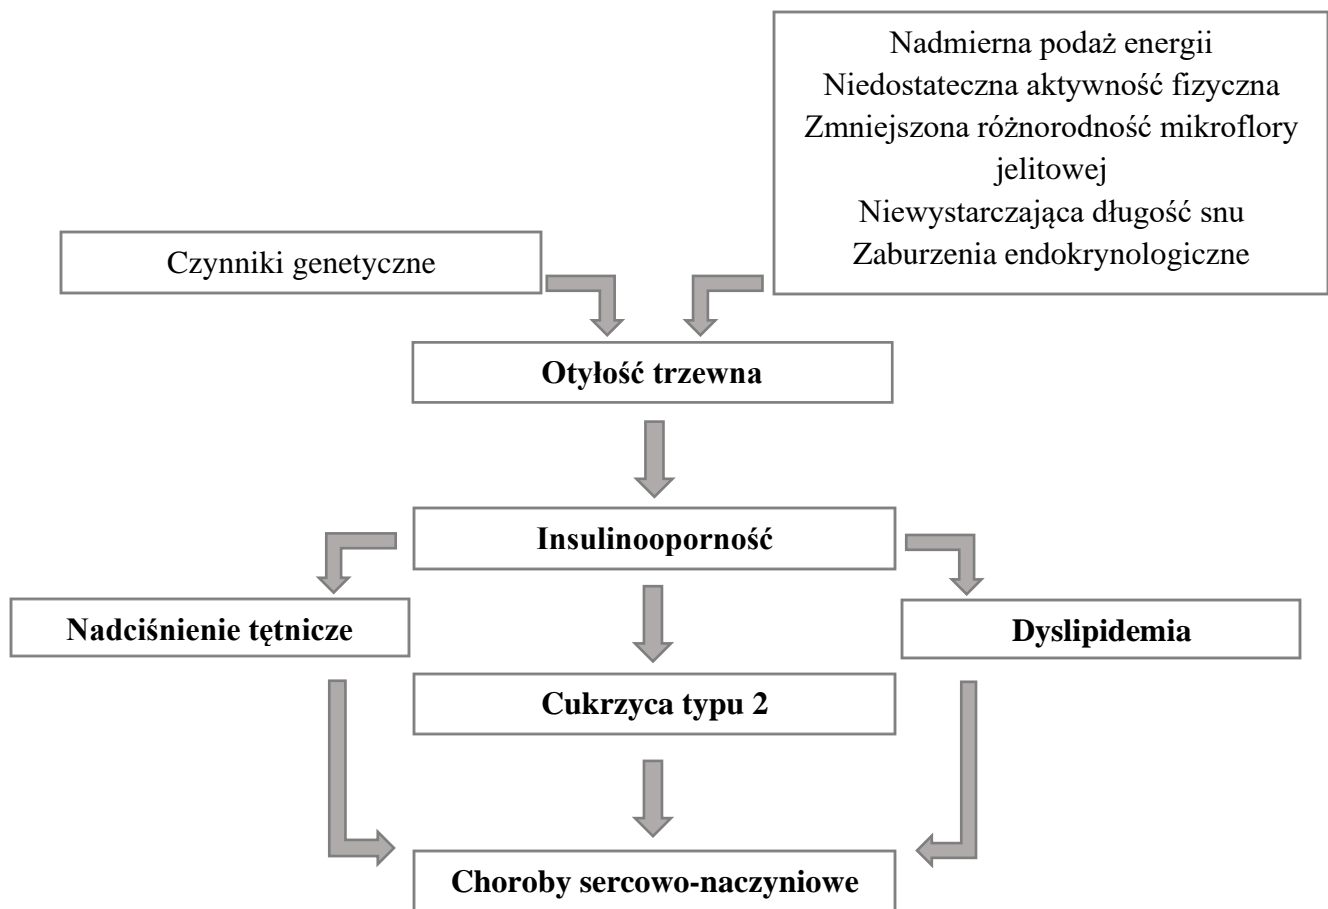 Nadmierna podaż energii
Niedostateczna aktywność fizyczna
Zmniejszona różnorodność mikroflory
jelitowej
Niewystarczająca długość snu
Zaburzenia endokrynologiczne
Czynniki genetyczne
Otyłość trzewna
Insulinooporność
Nadciśnienie tętnicze
Dyslipidemia
Cukrzyca typu 2
Choroby sercowo-naczyniowe